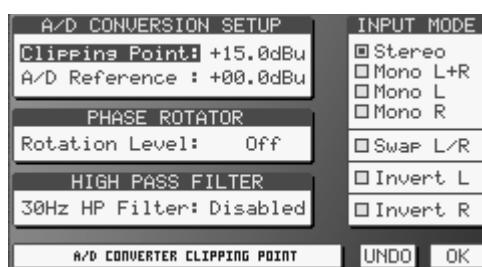 A/D CONVERSION SETUP
Clipping Point: +15.0dBu
A/D Reference : +00.0dBu
PHASE ROTATOR
Rotation Level: Off
HIGH PASS FILTER
30Hz HP Filter: Disabled
A/D CONVERTER CLIPPING POINT
INPUT MODE
Stereo
Mono L+R
Mono L
Mono R
Swap L/R
Invert L
Invert R
UNDO OK